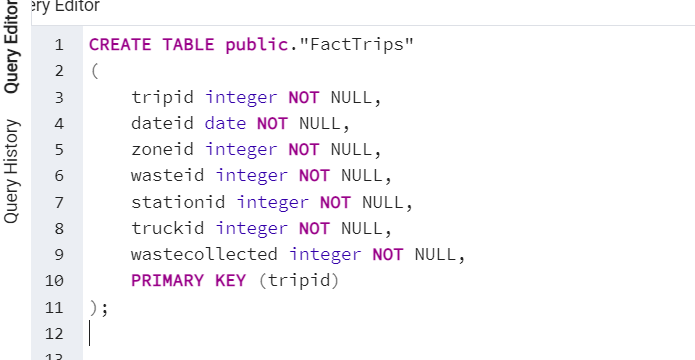 ery Editor
Query Editor
Query History
1 CREATE TABLE public."FactTrips"
2 (
3     tripid integer NOT NULL,
4     dateid date NOT NULL,
5     zoneid integer NOT NULL,
6     wasteid integer NOT NULL,
7     stationid integer NOT NULL,
8     truckid integer NOT NULL,
9     wastecollected integer NOT NULL,
10     PRIMARY KEY (tripid)
11 );
12
13